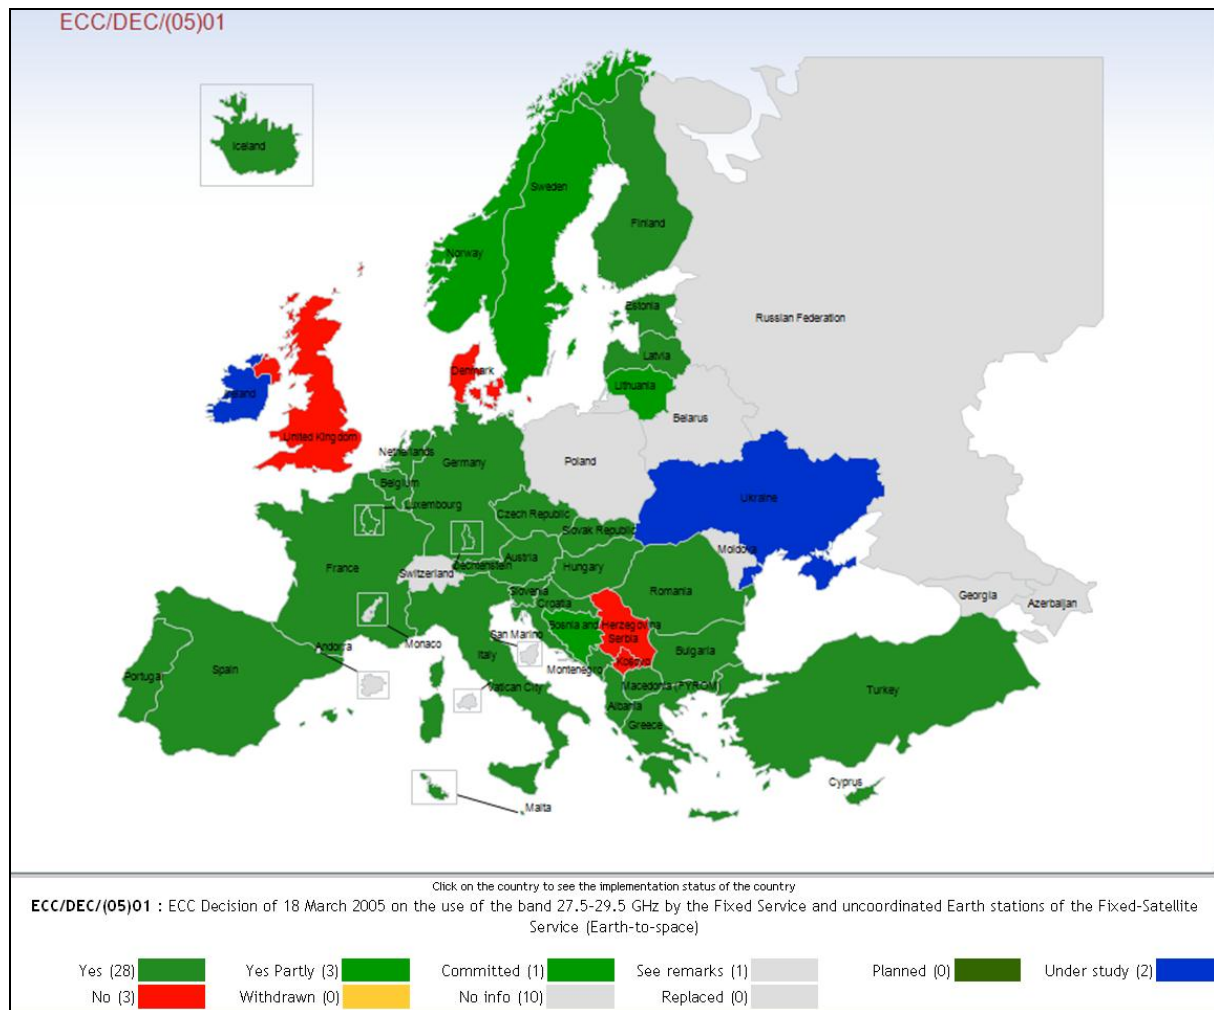 ECC/DEC/(05)01
Iceland
Sweden
Finland
Norway
Estonia
Russian Federation
Latvia
Denmark
Lithuania
Ireland
Belarus
United Kingdom
Netherlands
Poland
Germany
Belgium
Ukraine
Luxembourg
Czech Republic
Slovak Republic
Moldova
Austria
France
Liechtenstein
Hungary
Switzerland
Slovenia
Romania
Georgia
Croatia
Azerbaijan
Bosnia and Herzegovina
San Marino
Serbia
Andorra
Monaco
Italy
Bulgaria
Kosovo
Spain
Montenegro
Portugal
Vatican City
Macedonia (FYROM)
Turkey
Albania
Greece
Cyprus
Malta
Click on the country to see the implementation status of the country
ECC/DEC/(05)01 : ECC Decision of 18 March 2005 on the use of the band 27.5-29.5 GHz by the Fixed Service and uncoordinated Earth stations of the Fixed-Satellite
Service (Earth-to-space)
Yes (28) Yes Partly (3) Committed (1) See remarks (1) Planned (0) Under study (2)
No (3) Withdrawn (0) No info (10) Replaced (0)